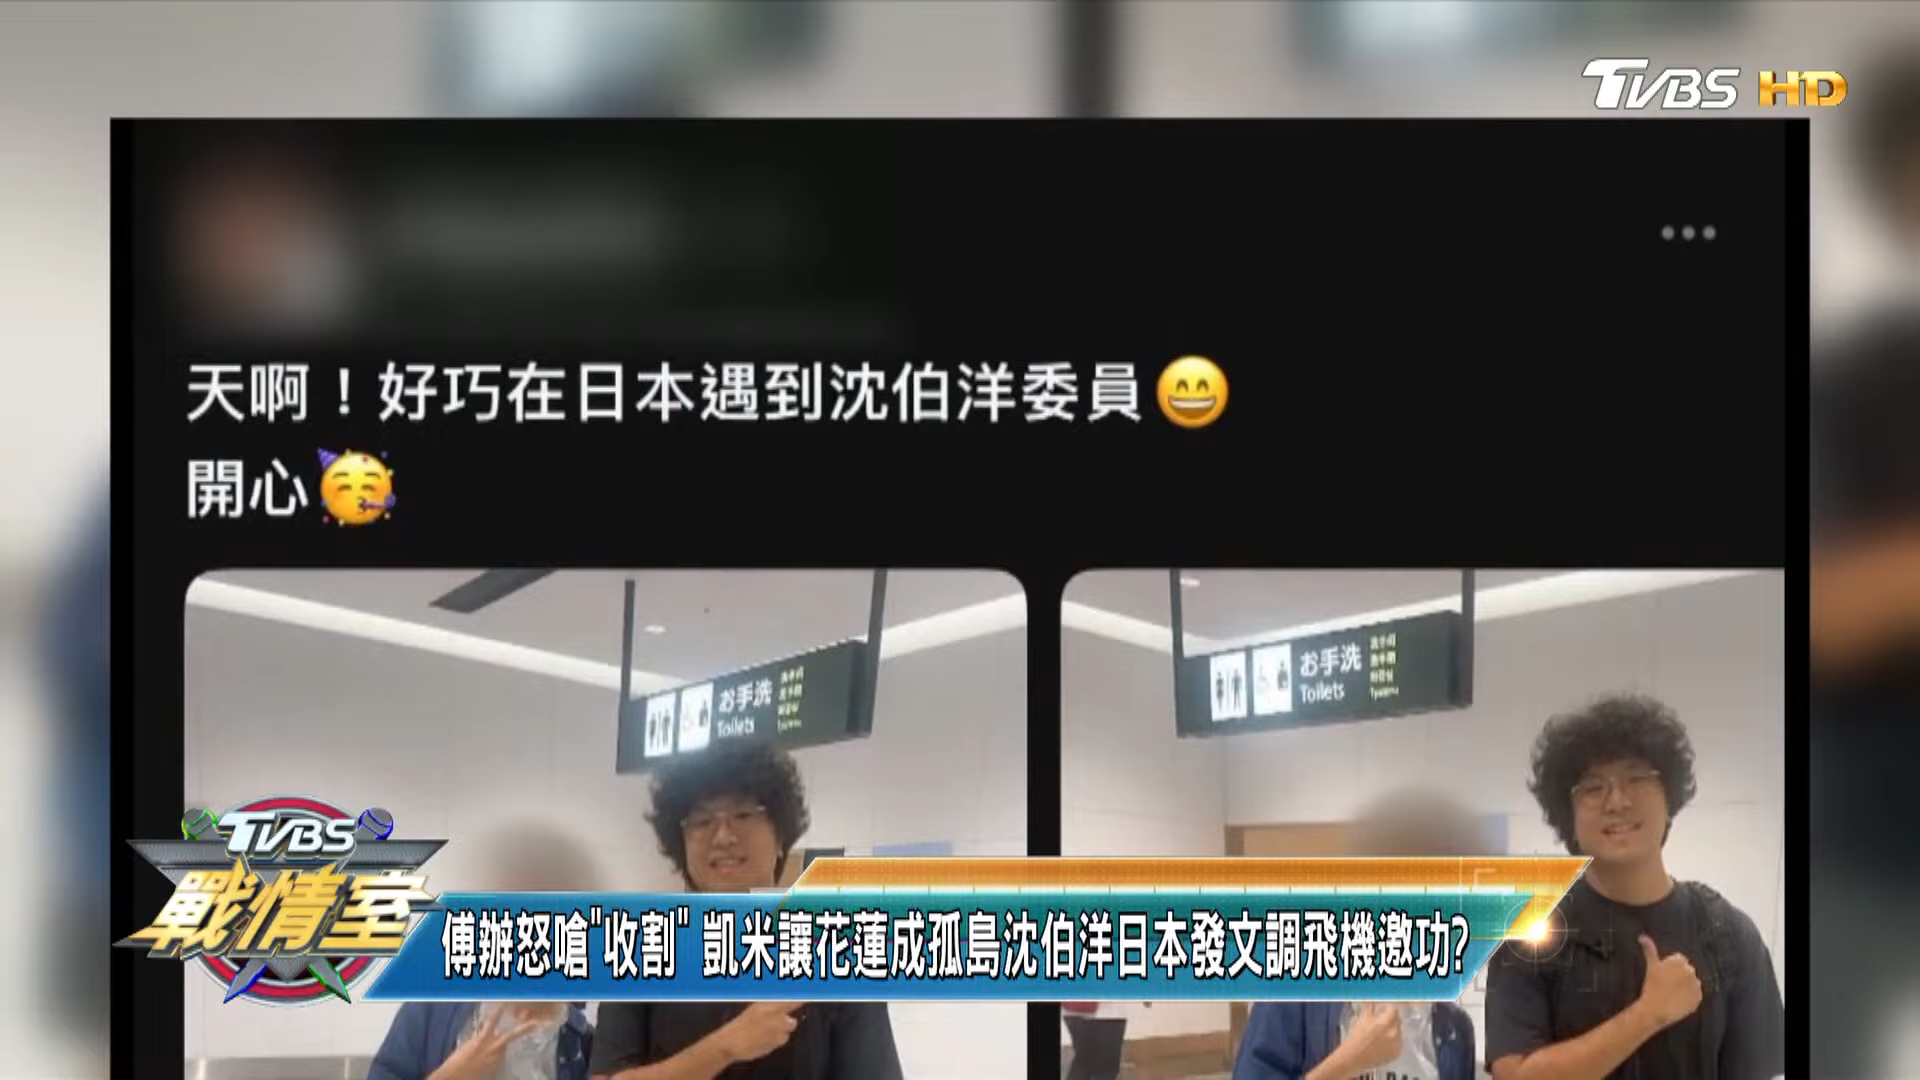 TVBS HD
天啊！好巧在日本遇到沈伯洋委員😄
開心🥳
お手洗
Toilets
お手洗
Toilets
TVBS
戰情室
傅辦怒嗆"收割" 凱米讓花蓮成孤島沈伯洋日本發文調飛機邀功?